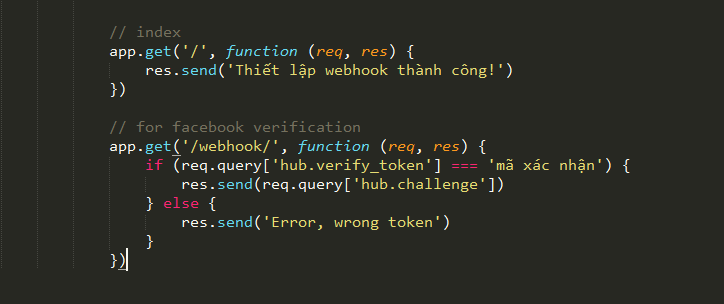 // index
app.get('/', function (req, res) {
res.send('Thiết lập webhook thành công!')
})
// for facebook verification
app.get('/webhook/', function (req, res) {
if (req.query['hub.verify_token'] === 'mã xác nhận') {
res.send(req.query['hub.challenge'])
} else {
res.send('Error, wrong token')
}
})